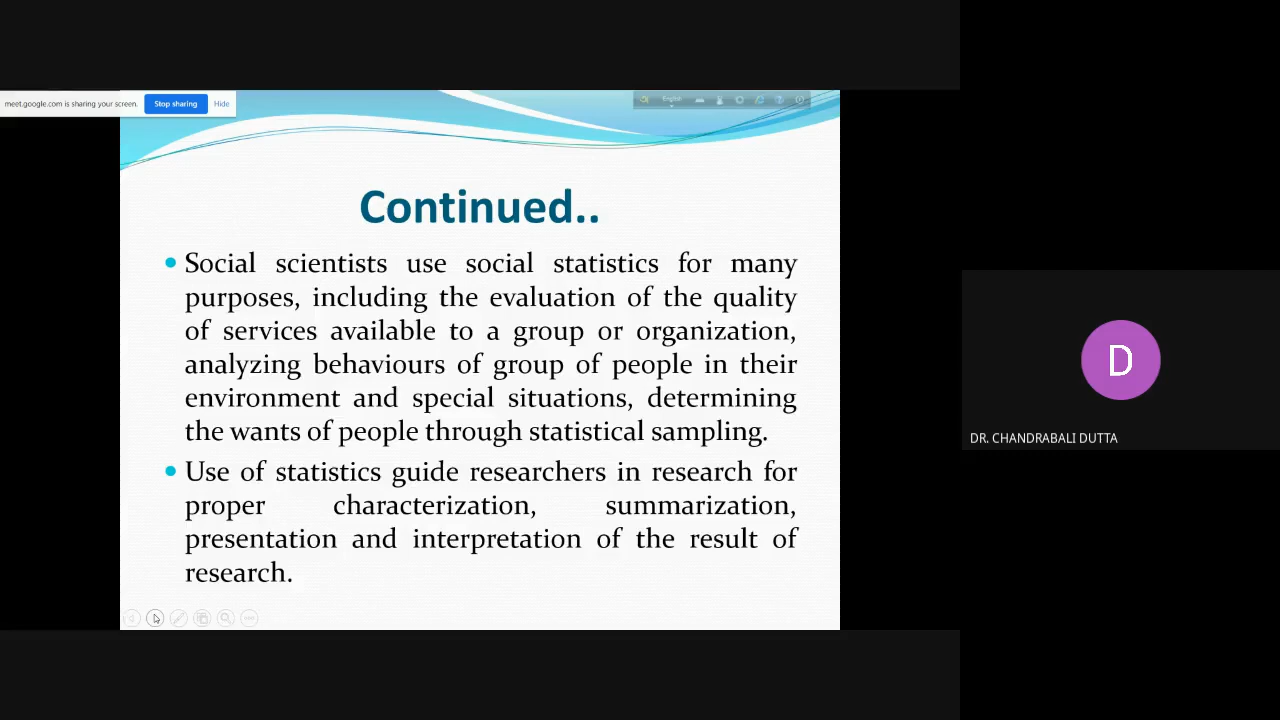 meet.google.com is sharing your screen.
Stop sharing
Hide
English
Continued..
Social scientists use social statistics for many
purposes, including the evaluation of the quality
of services available to a group or organization,
analyzing behaviours of group of people in their
environment and special situations, determining
the wants of people through statistical sampling.
Use of statistics guide researchers in research for
proper characterization, summarization,
presentation and interpretation of the result of
research.
D
DR. CHANDRABALI DUTTA